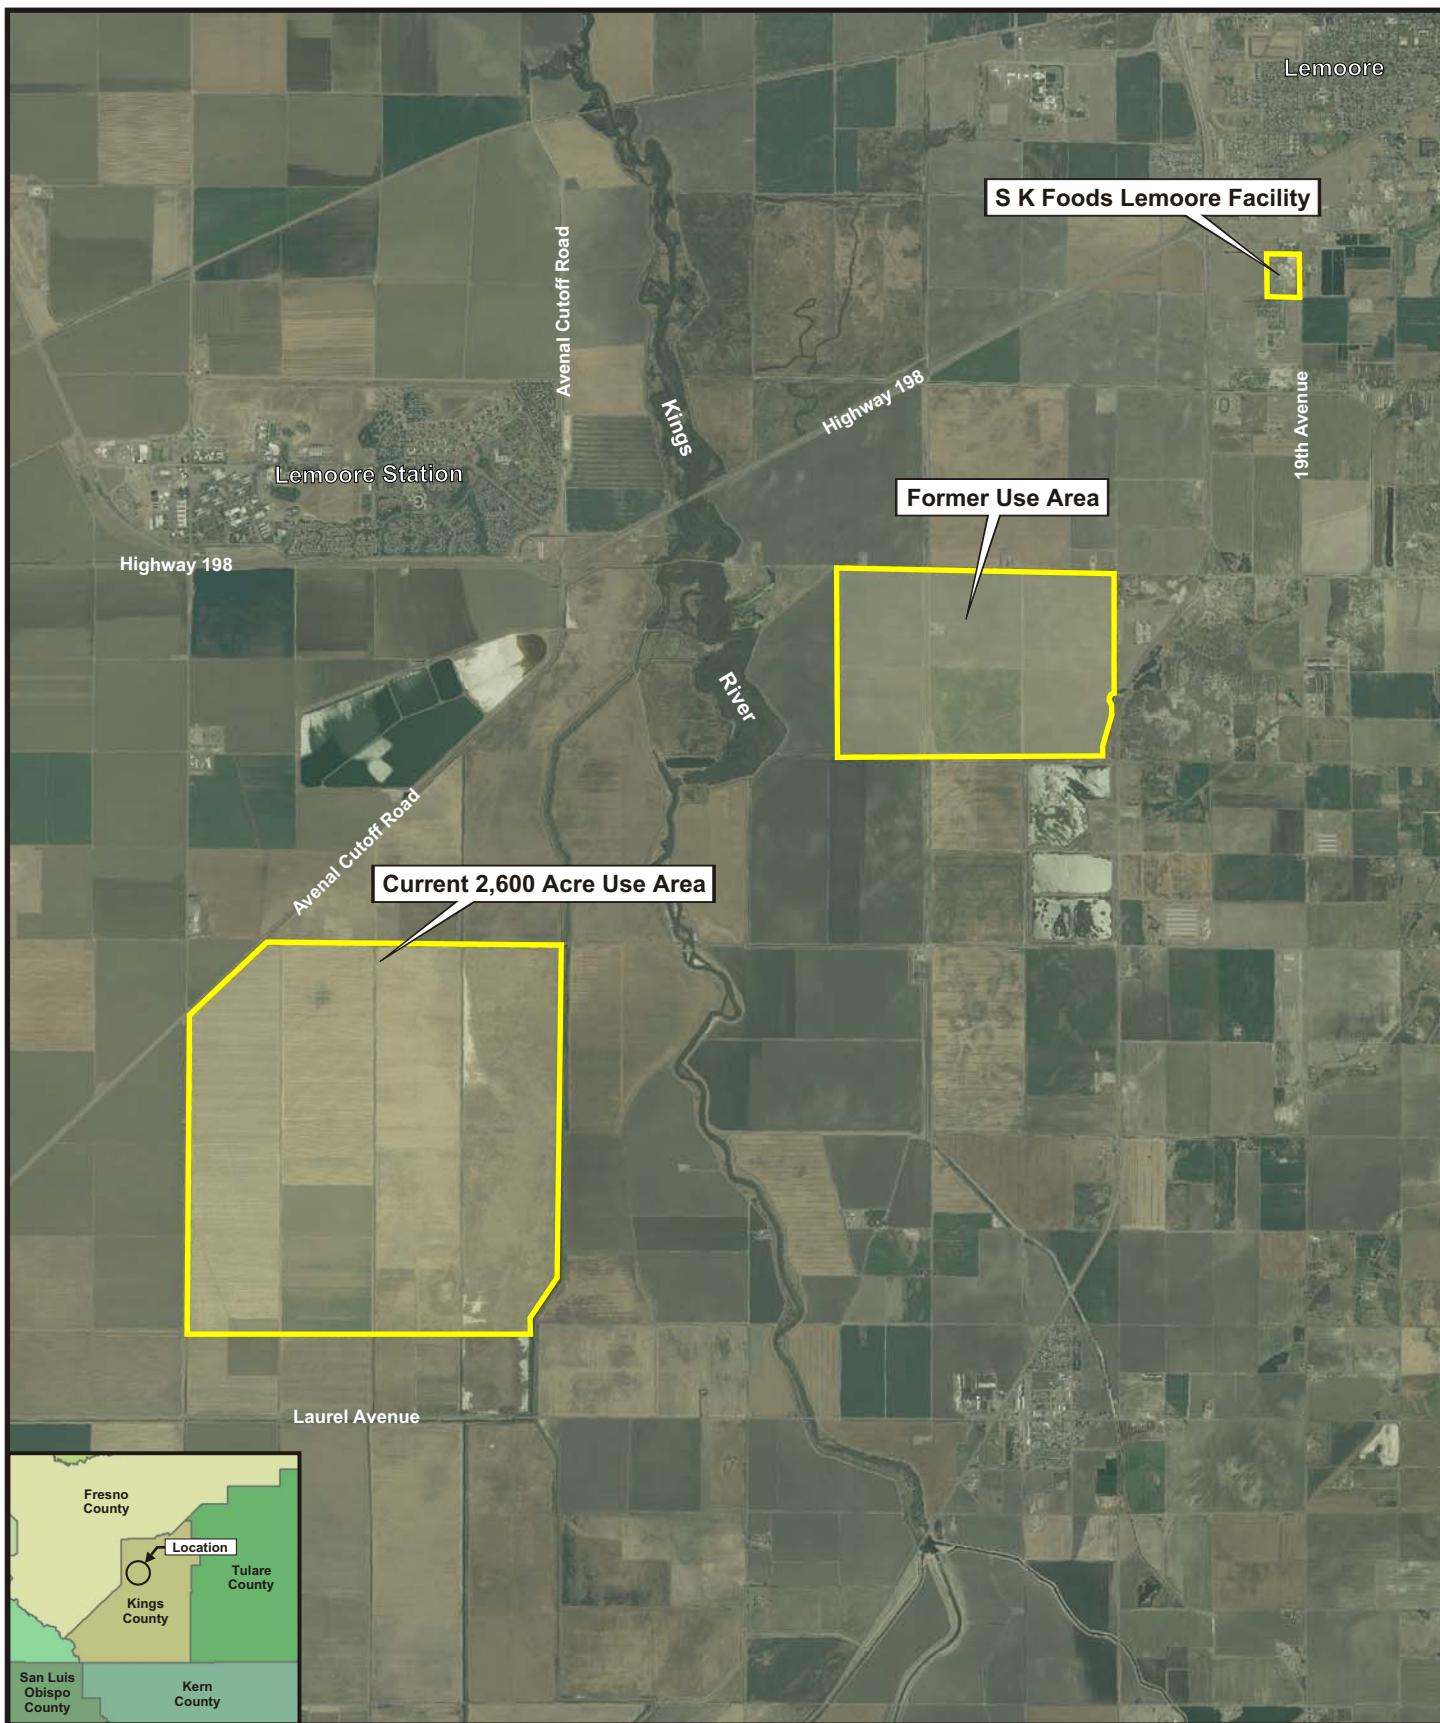 Lemoore
S K Foods Lemoore Facility
Avenal Cutoff Road
Highway 198
19th Avenue
Kings
Lemoore Station
Former Use Area
Highway 198
River
Avenal Cutoff Road
Current 2,600 Acre Use Area
Laurel Avenue
Fresno
County
Location
Tulare
County
Kings
County
San Luis
Obispo
County
Kern
County